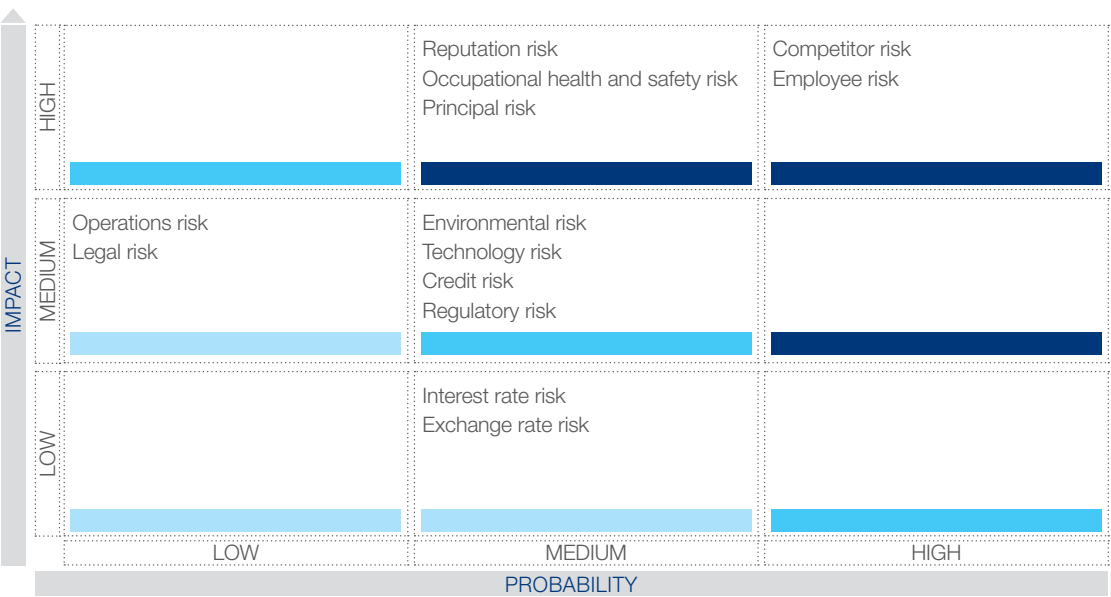 IMPACT
HIGH
Reputation risk
Occupational health and safety risk
Principal risk
Competitor risk
Employee risk
MEDIUM
Operations risk
Legal risk
Environmental risk
Technology risk
Credit risk
Regulatory risk
LOW
Interest rate risk
Exchange rate risk
LOW
MEDIUM
HIGH
PROBABILITY